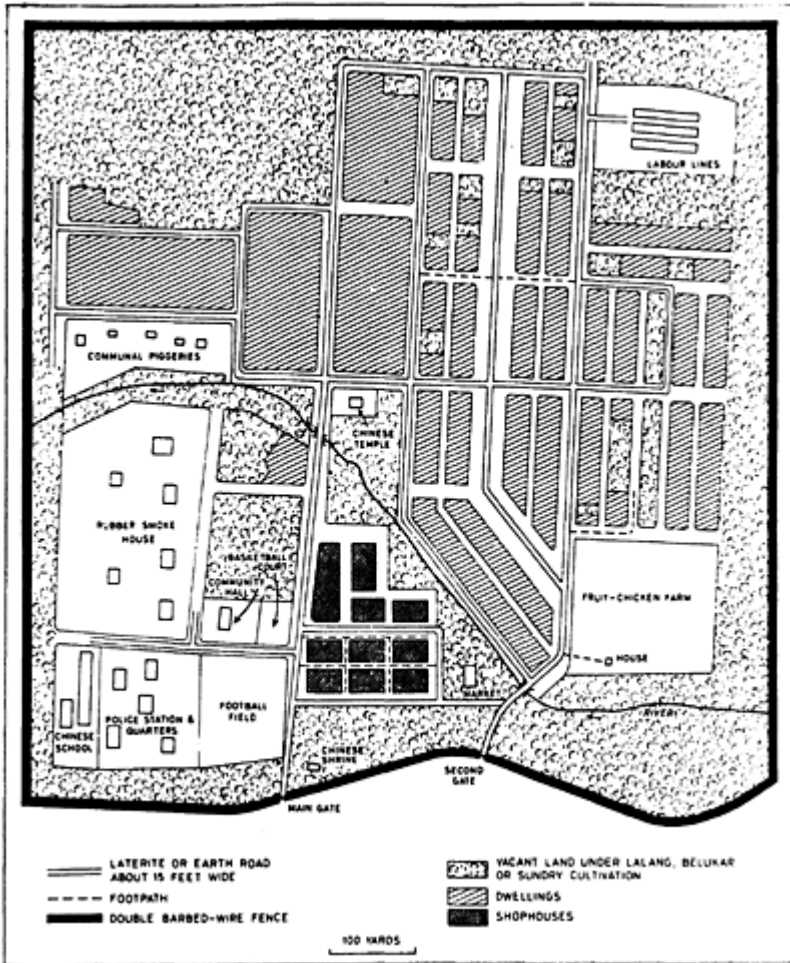 LABOUR LINES
COMMUNAL PIGGERIES
CHINESE
TEMPLE
RUBBER SMOKE
HOUSE
BASKETBALL
COURT
COMMUNITY
HALL
FRUIT-CHICKEN FARM
HOUSE
MARKET
RIVER
CHINESE
SCHOOL
POLICE STATION &
QUARTERS
FOOTBALL
FIELD
CHINESE
SHRINE
SECOND
GATE
MAIN GATE
LATERITE OR EARTH ROAD
ABOUT 15 FEET WIDE
FOOTPATH
DOUBLE BARBED-WIRE FENCE
VACANT LAND UNDER LALANG, BELUKAR
OR SUNDRY CULTIVATION
DWELLINGS
SHOPHOUSES
100 YARDS